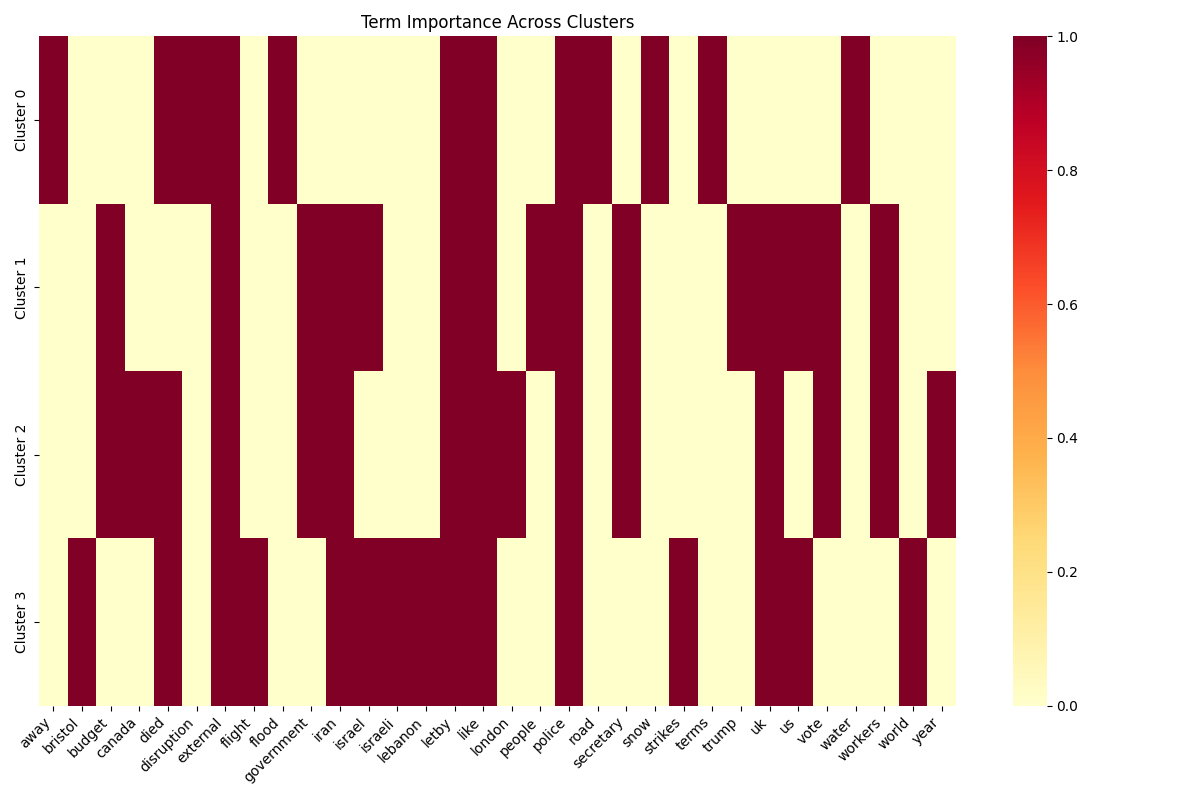 Term Importance Across Clusters
Cluster 0
Cluster 1
Cluster 2
Cluster 3
away
bristol
budget
canada
died
disruption
external
flight
flood
government
iran
israel
israeli
lebanon
letby
like
london
people
police
road
secretary
snow
strikes
terms
trump
uk
us
vote
water
workers
world
year
1.0
0.8
0.6
0.4
0.2
0.0